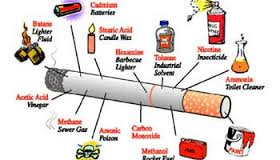 Cadmium
Batteries
Butane
Lighter
Fluid
Stearic Acid
Candle Wax
Hexamine
Barbecue
Lighter
Toluene
Industrial
Solvent
Nicotine
Insecticide
Ammonia
Toilet Cleaner
Acetic Acid
Vinegar
Methane
Sewer Gas
Arsenic
Poison
Carbon
Monoxide
Methanol
Rocket Fuel
Paint